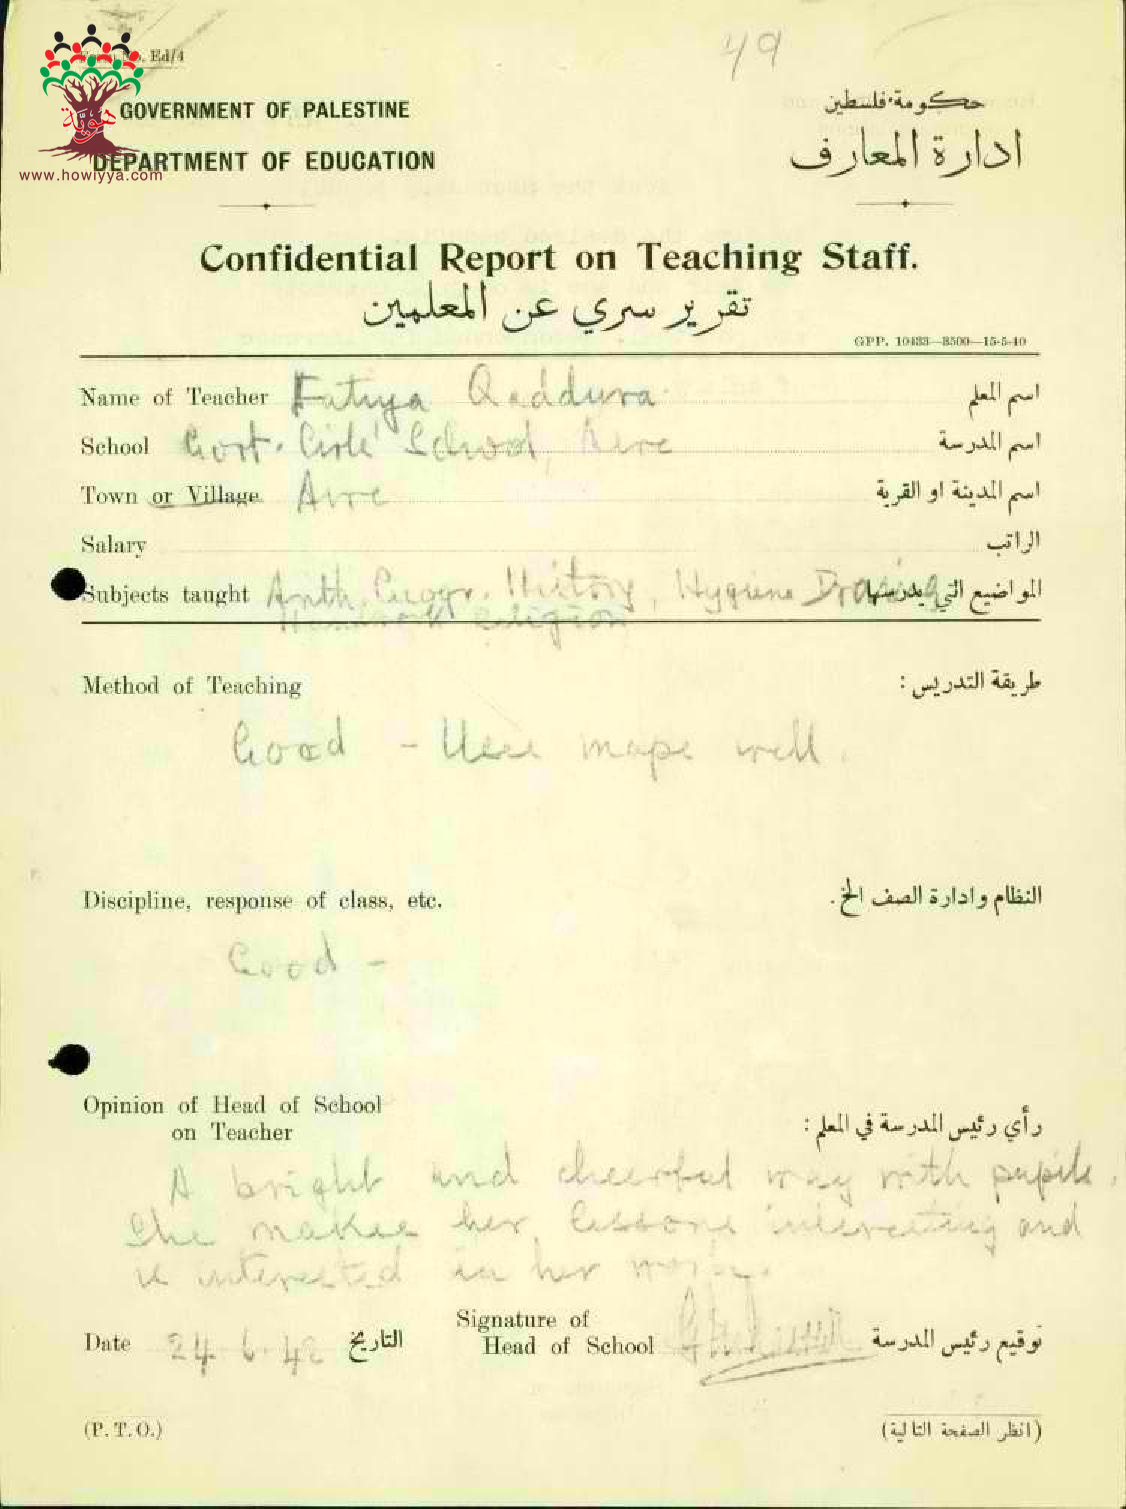 49
Ed/4
هوية
www.howiyya.com
GOVERNMENT OF PALESTINE
حكومة فلسطين
DEPARTMENT OF EDUCATION
ادارة المعارف
Confidential Report on Teaching Staff.
تقرير سري عن المعلمين
GPP. 10433—3500—15-5-40
Name of Teacher Fatiya Qaddura اسم المعلم
School Govt. Girls' School, Acre اسم المدرسة
Town or Village Acre اسم المدينة او القرية
Salary الراتب
Subjects taught Arith. Geogr. History, Hygiene Drawing المواضيع التي يدرسها
Handwork Religion
Method of Teaching طريقة التدريس :
Good - Uses maps well.
Discipline, response of class, etc. النظام وادارة الصف الخ.
Good -
Opinion of Head of School
on Teacher رأي رئيس المدرسة في المعلم :
A bright and cheerful way with pupils.
She makes her lessons interesting and
is interested in her work.
Signature of
Date 24.6.42 التاريخ Head of School توقيع رئيس المدرسة
(P. T. O.) (انظر الصفحة التالية)